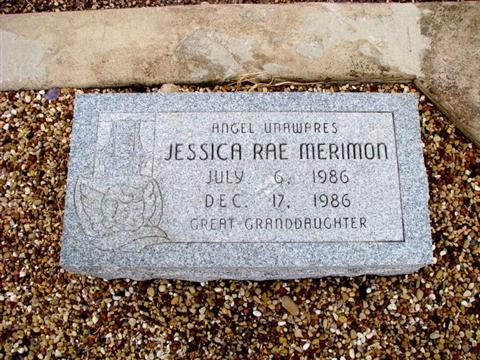 ANGEL UNAWARES
JESSICA RAE MERIMON
JULY 6, 1986
DEC. 17, 1986
GREAT-GRANDDAUGHTER